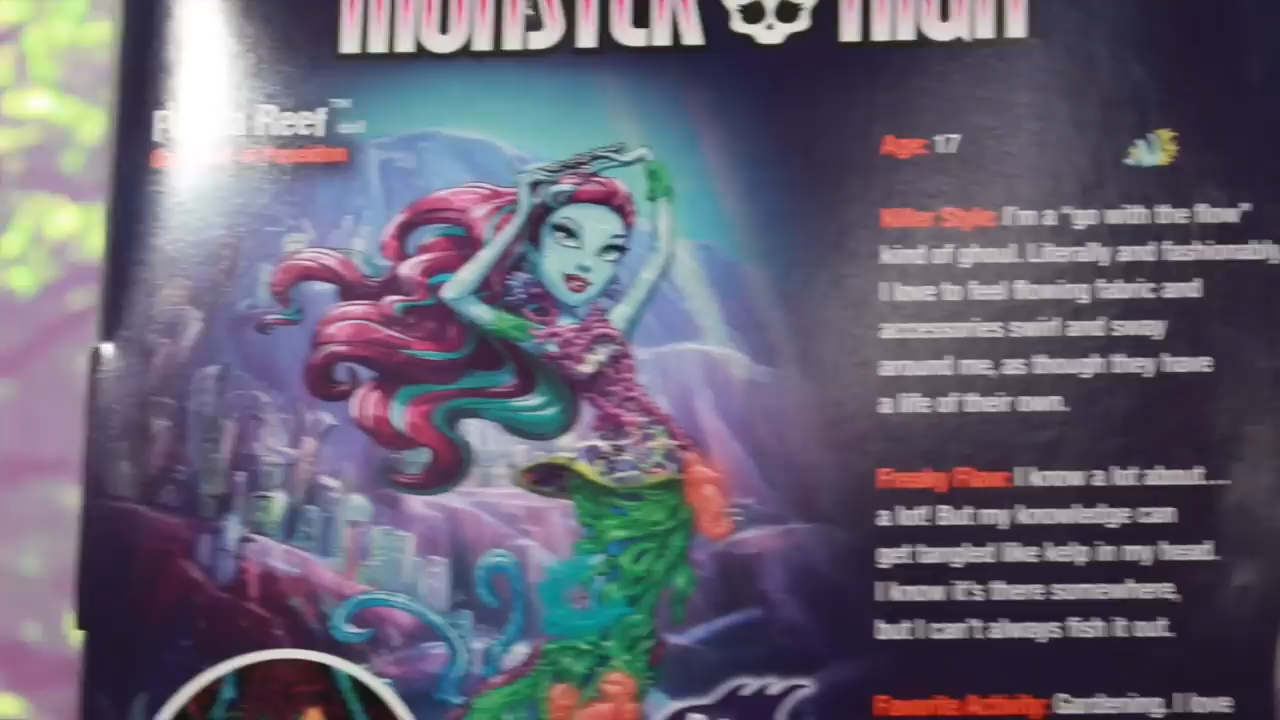 MONSTER HIGH
Reef™
Age: 17
Killer Style: I'm a "go with the flow"
kind of ghoul. Literally and fashionably
I love to feel flowing fabric and
accessories swirl and sway
around me, as though they have
a life of their own.
Freaky Flaw: I know a lot about....
a lot! But my knowledge can
get tangled like kelp in my head.
I know it's there somewhere,
but I can't always fish it out.
Favorite Activity: Gardening. I love